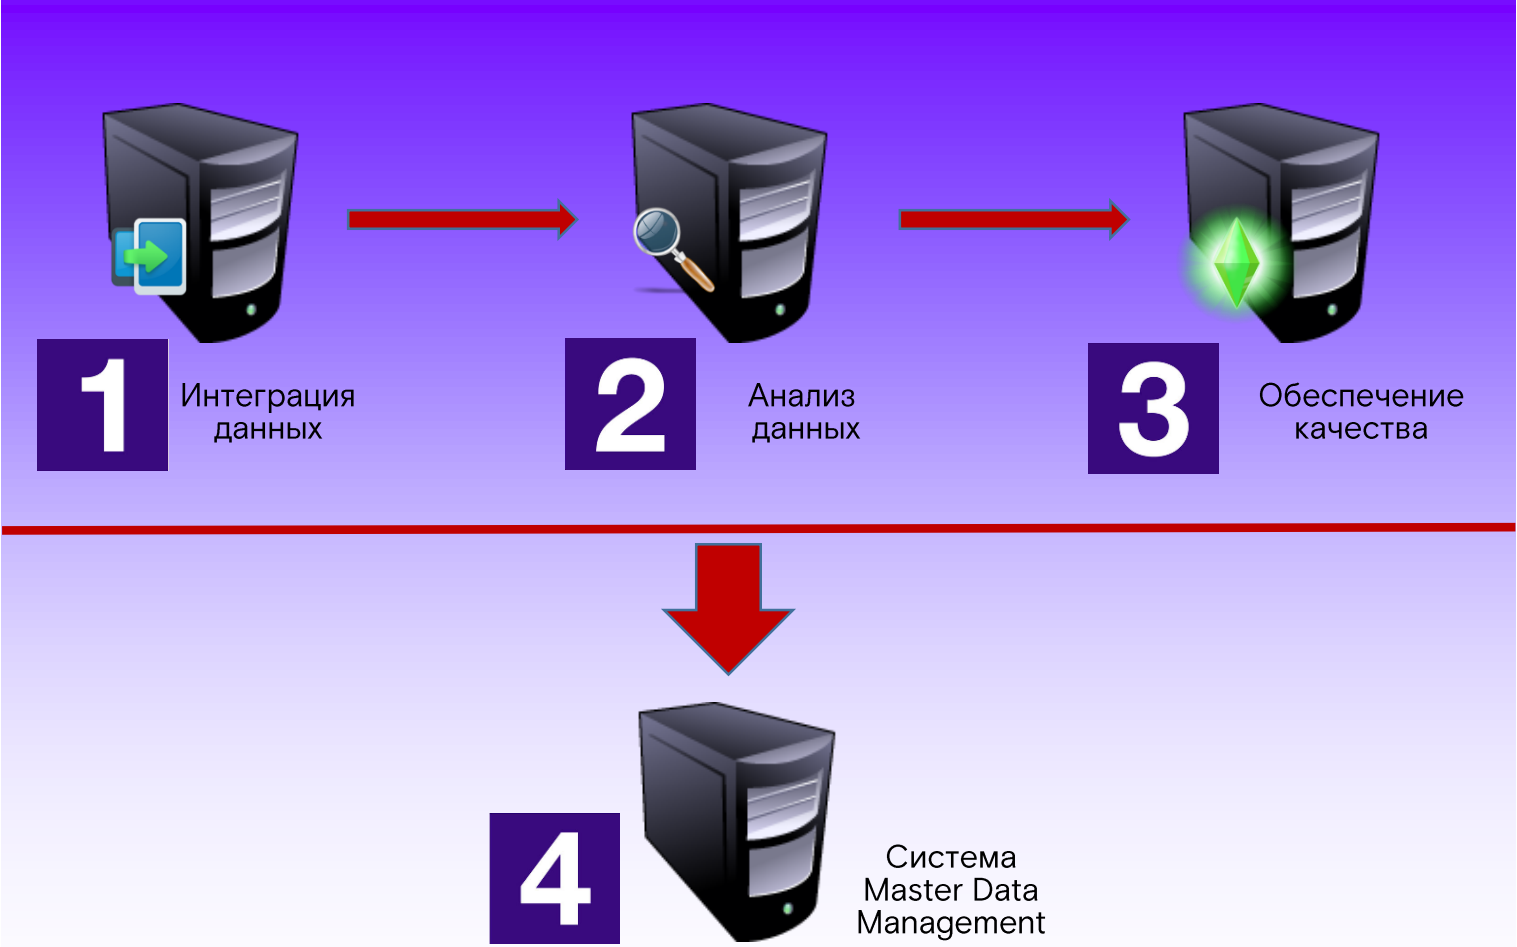 1
Интеграция
данных
2
Анализ
данных
3
Обеспечение
качества
4
Система
Master Data
Management